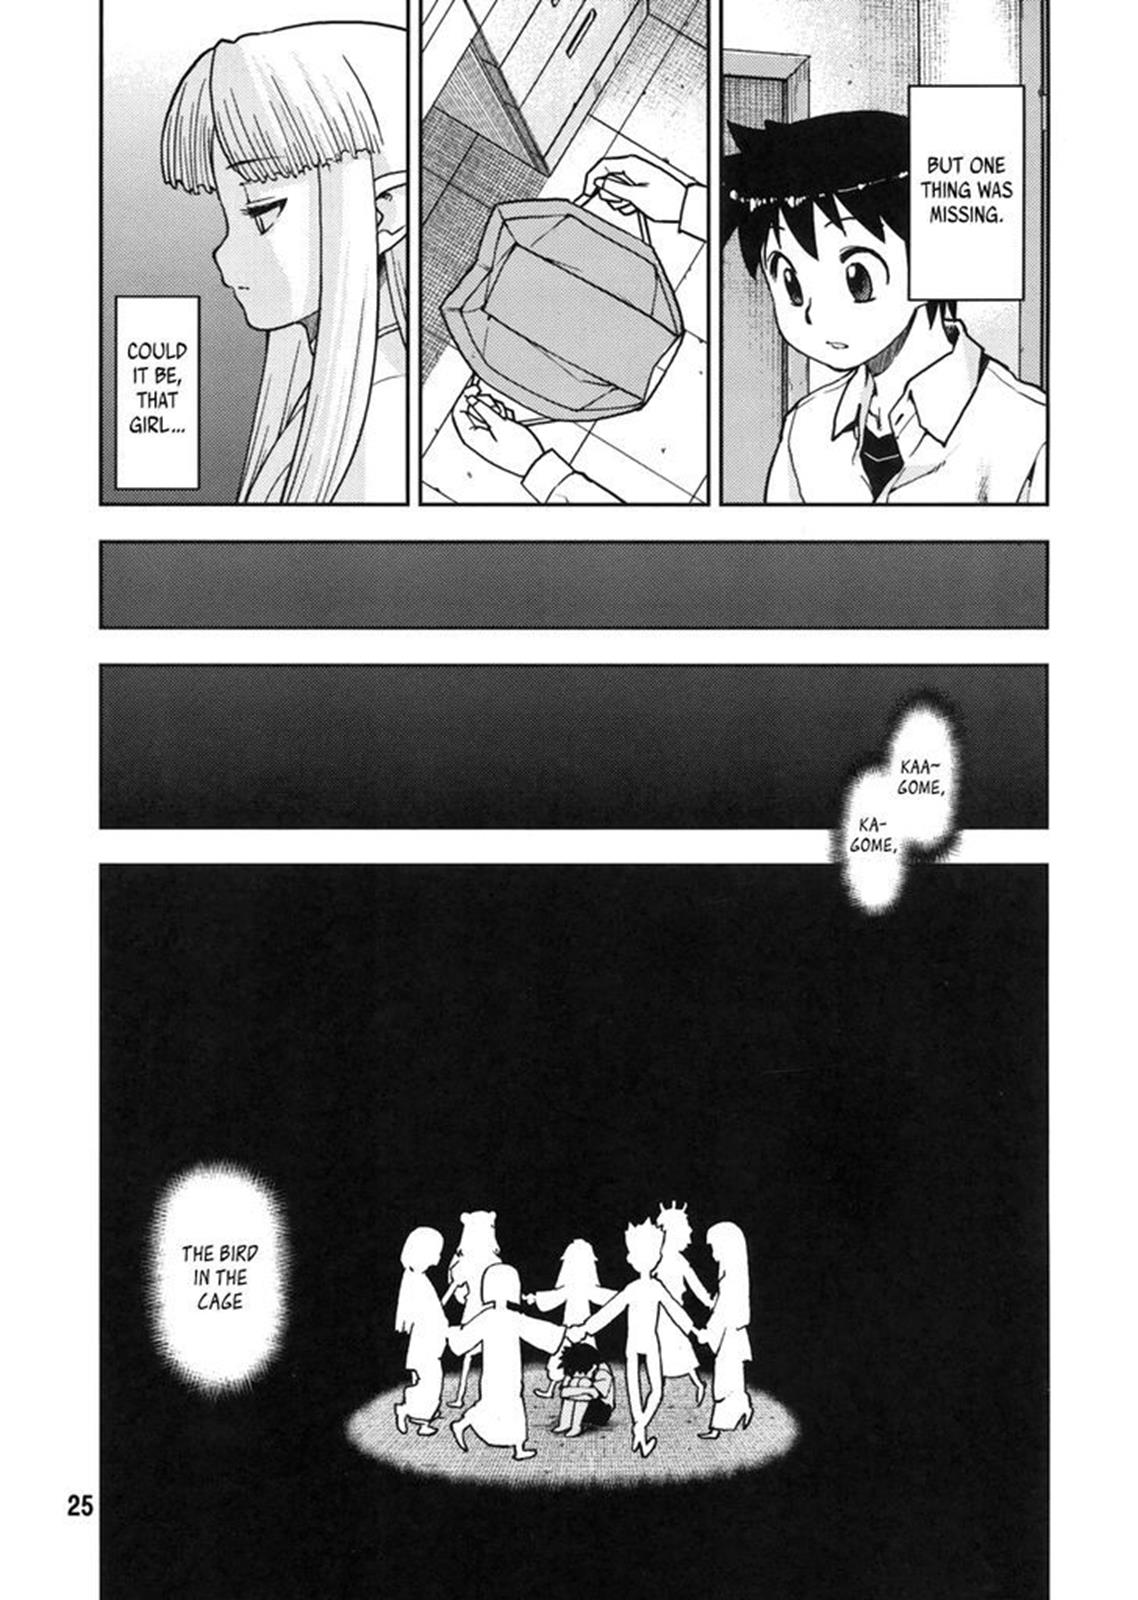 BUT ONE
THING WAS
MISSING.
COULD
IT BE,
THAT
GIRL...
KAA~
GOME,
KA-
GOME,
THE BIRD
IN THE
CAGE
25